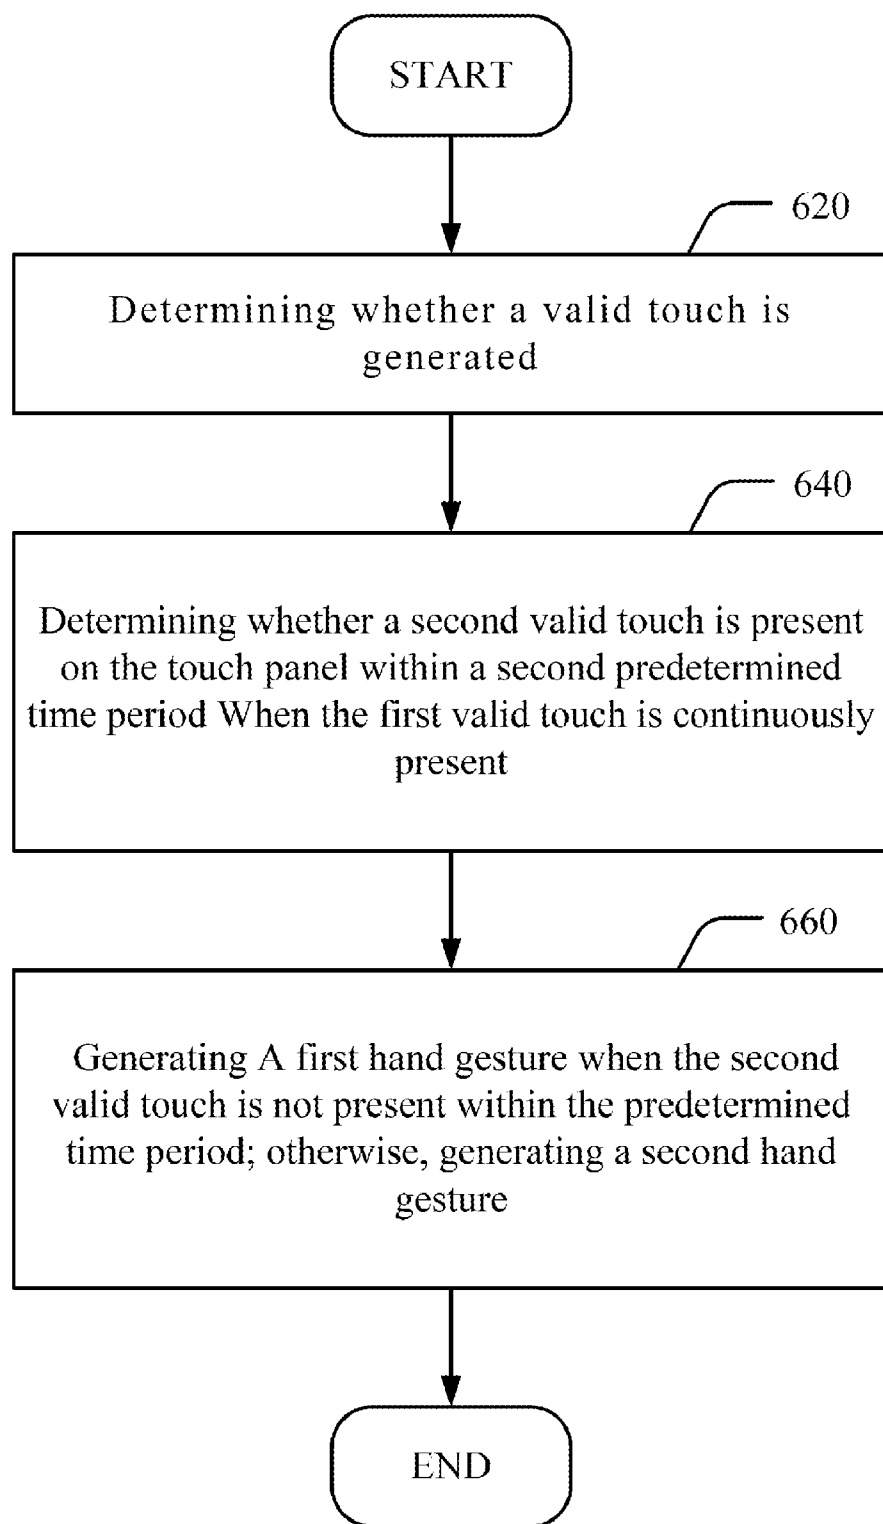 START
620
Determining whether a valid touch is
generated
640
Determining whether a second valid touch is present
on the touch panel within a second predetermined
time period When the first valid touch is continuously
present
660
Generating A first hand gesture when the second
valid touch is not present within the predetermined
time period; otherwise, generating a second hand
gesture
END